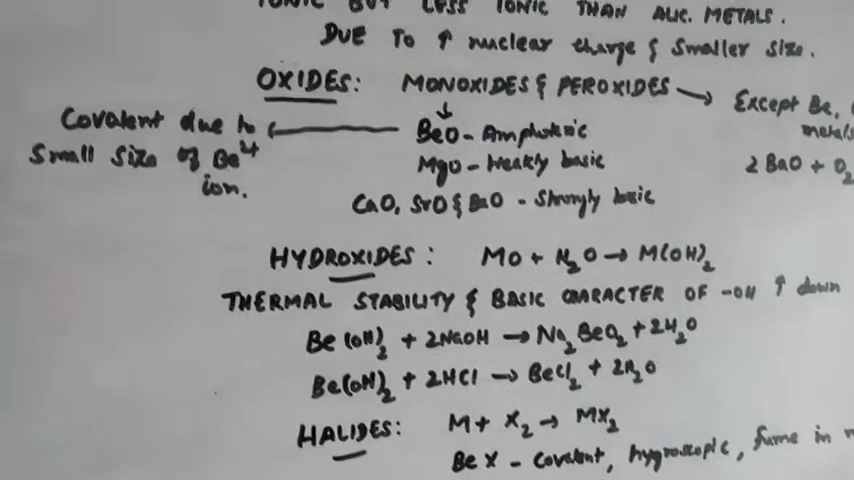 IONIC BUT LESS IONIC THAN ALK. METALS.
DUE TO ↑ nuclear charge & Smaller size.
OXIDES: MONOXIDES & PEROXIDES → Except Be,
Covalent due to ← BeO - Amphoteric metals
Small Size of Be²⁺ MgO - Weakly basic 2 BaO + O₂
ion. CaO, SrO & BaO - Strongly basic
HYDROXIDES: MO + H₂O → M(OH)₂
THERMAL STABILITY & BASIC CHARACTER OF -OH ↑ down
Be(OH)₂ + 2NaOH → Na₂BeO₂ + 2H₂O
Be(OH)₂ + 2HCl → BeCl₂ + 2H₂O
HALIDES: M + X₂ → MX₂
BeX - Covalent, hygroscopic, fume in